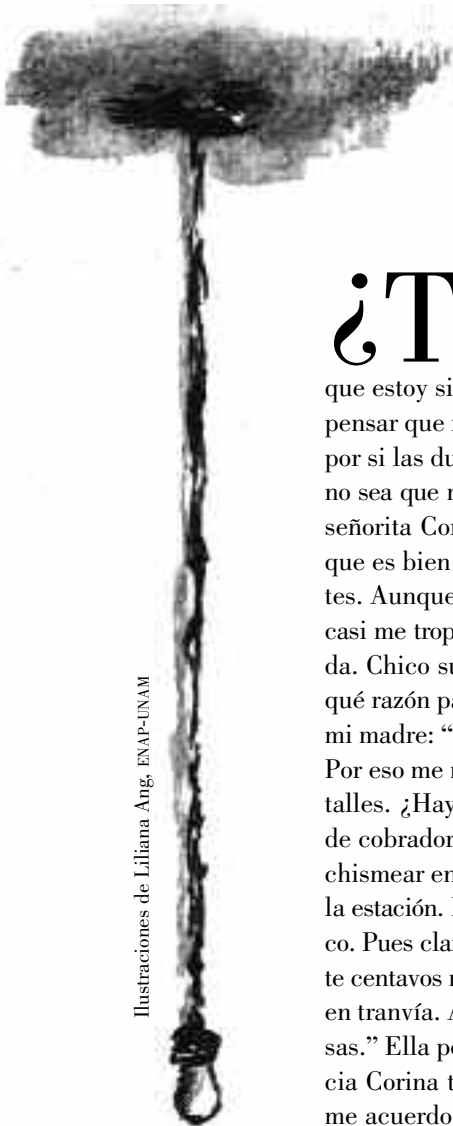 ¿T
que estoy si
pensar que
por si las du
no sea que
señorita Cor
que es bien
tes. Aunque
casi me trop
da. Chico su
qué razón pa
mi madre: “
Por eso me
talles. ¿Hay
de cobrador
chismear en
la estación.
co. Pues cla
te centavos
en tranvía. A
sas.” Ella pe
cia Corina t
me acuerdo
Ilustraciones de Liliana Ang, ENAP-UNAM